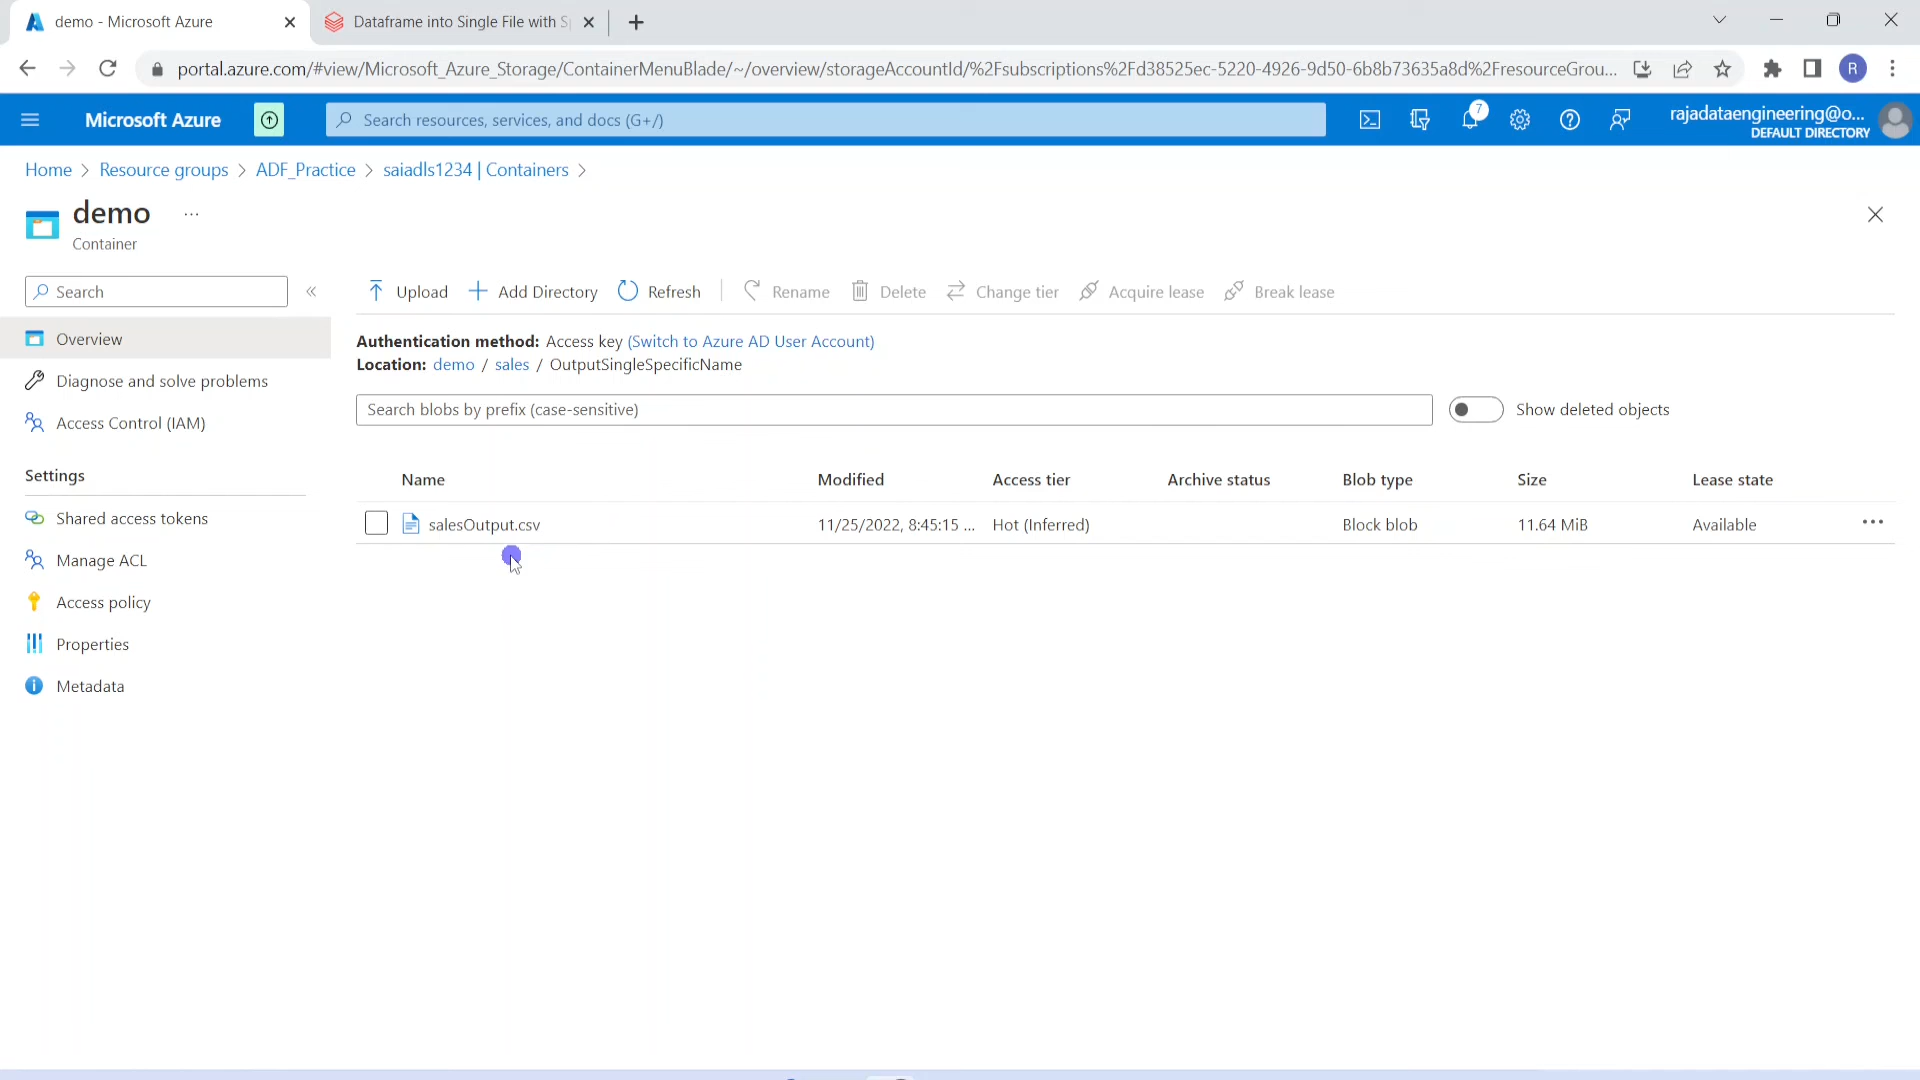 demo - Microsoft Azure
Dataframe into Single File with S
portal.azure.com/#view/Microsoft_Azure_Storage/ContainerMenuBlade/~/overview/storageAccountId/%2Fsubscriptions%2Fd38525ec-5220-4926-9d50-6b8b73635a8d%2FresourceGrou...
R
Microsoft Azure
Search resources, services, and docs (G+/)
7
rajadataengineering@o...
DEFAULT DIRECTORY
Home > Resource groups > ADF_Practice > saiadls1234 | Containers >
demo ...
Container
Search
«
Upload
Add Directory
Refresh
Rename
Delete
Change tier
Acquire lease
Break lease
Overview
Diagnose and solve problems
Access Control (IAM)
Settings
Shared access tokens
Manage ACL
Access policy
Properties
Metadata
Authentication method: Access key (Switch to Azure AD User Account)
Location: demo / sales / OutputSingleSpecificName
Search blobs by prefix (case-sensitive)
Show deleted objects
Name Modified Access tier Archive status Blob type Size Lease state
salesOutput.csv 11/25/2022, 8:45:15 ... Hot (Inferred) Block blob 11.64 MiB Available ...